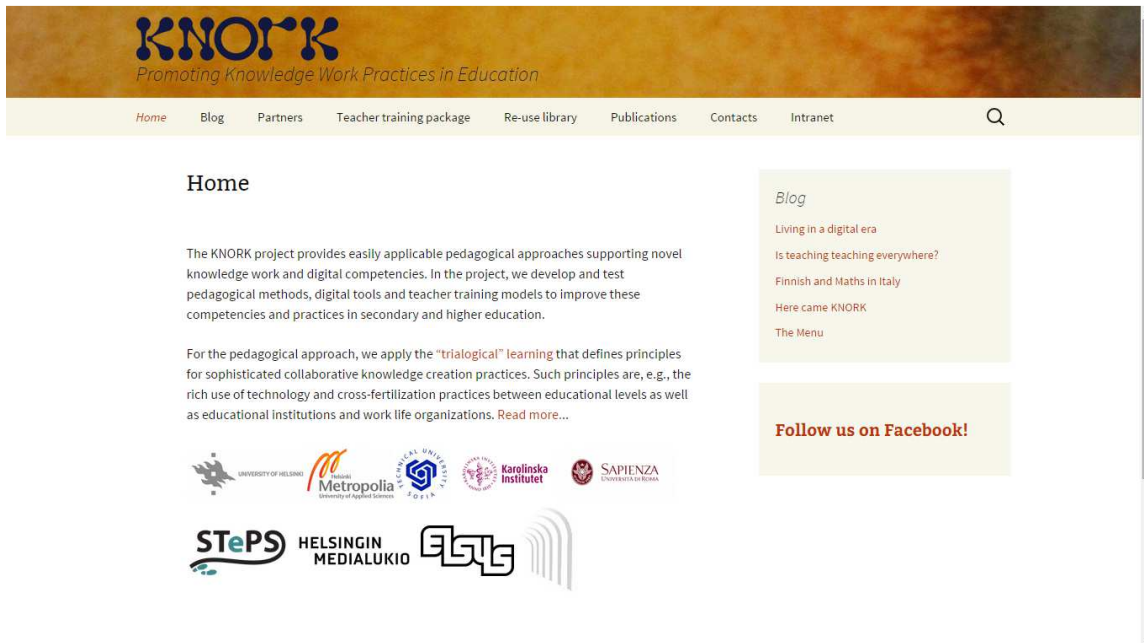 KNORK
Promoting Knowledge Work Practices in Education
Home Blog Partners Teacher training package Re-use library Publications Contacts Intranet
Home
The KNORK project provides easily applicable pedagogical approaches supporting novel
knowledge work and digital competencies. In the project, we develop and test
pedagogical methods, digital tools and teacher training models to improve these
competencies and practices in secondary and higher education.
For the pedagogical approach, we apply the “trialogical” learning that defines principles
for sophisticated collaborative knowledge creation practices. Such principles are, e.g., the
rich use of technology and cross-fertilization practices between educational levels as well
as educational institutions and work life organizations. Read more...
UNIVERSITY OF HELSINKI
Helsinki
Metropolia
University of Applied Sciences
TECHNICAL UNIVERSITY
SOFIA
Karolinska
Institutet
SAPIENZA
UNIVERSITÀ DI ROMA
STePS
HELSINGIN
MEDIALUKIO
ELSYS
Blog
Living in a digital era
Is teaching teaching everywhere?
Finnish and Maths in Italy
Here came KNORK
The Menu
Follow us on Facebook!